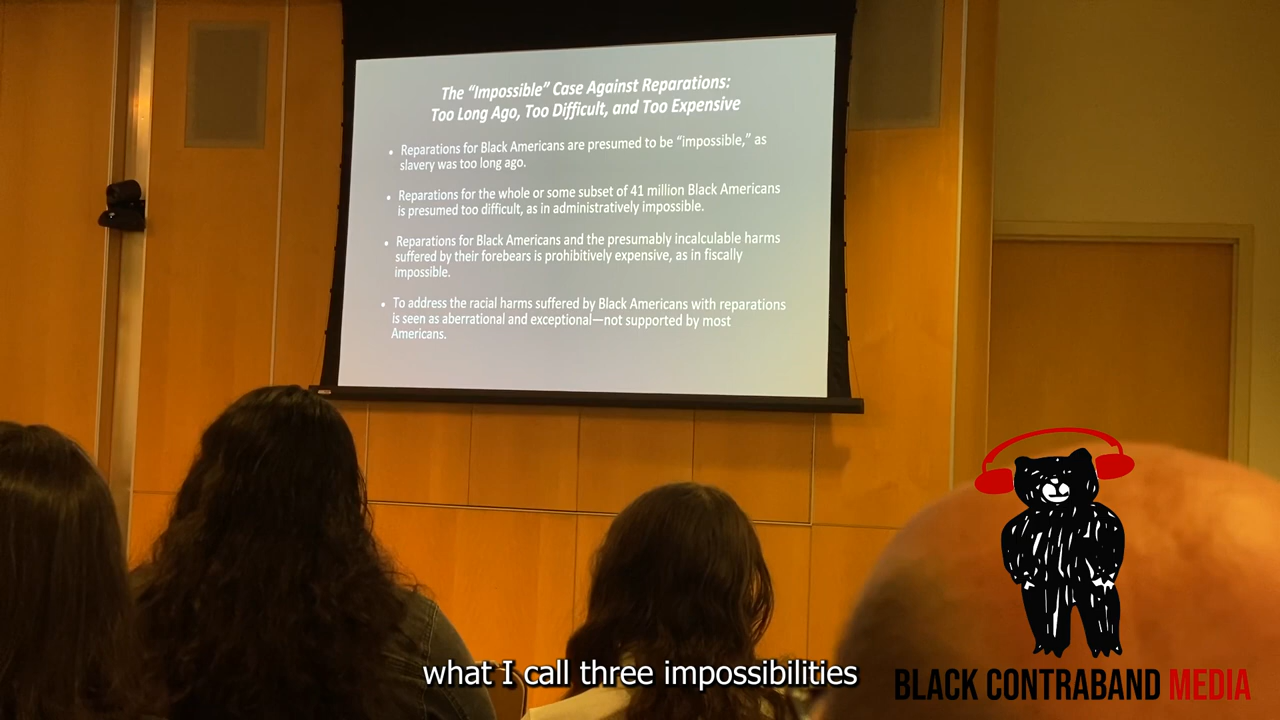 The “Impossible” Case Against Reparations:
Too Long Ago, Too Difficult, and Too Expensive
• Reparations for Black Americans are presumed to be “impossible,” as
slavery was too long ago.
• Reparations for the whole or some subset of 41 million Black Americans
is presumed too difficult, as in administratively impossible.
• Reparations for Black Americans and the presumably incalculable harms
suffered by their forebears is prohibitively expensive, as in fiscally
impossible.
• To address the racial harms suffered by Black Americans with reparations
is seen as aberrational and exceptional—not supported by most
Americans.
what I call three impossibilities
BLACK CONTRABAND MEDIA